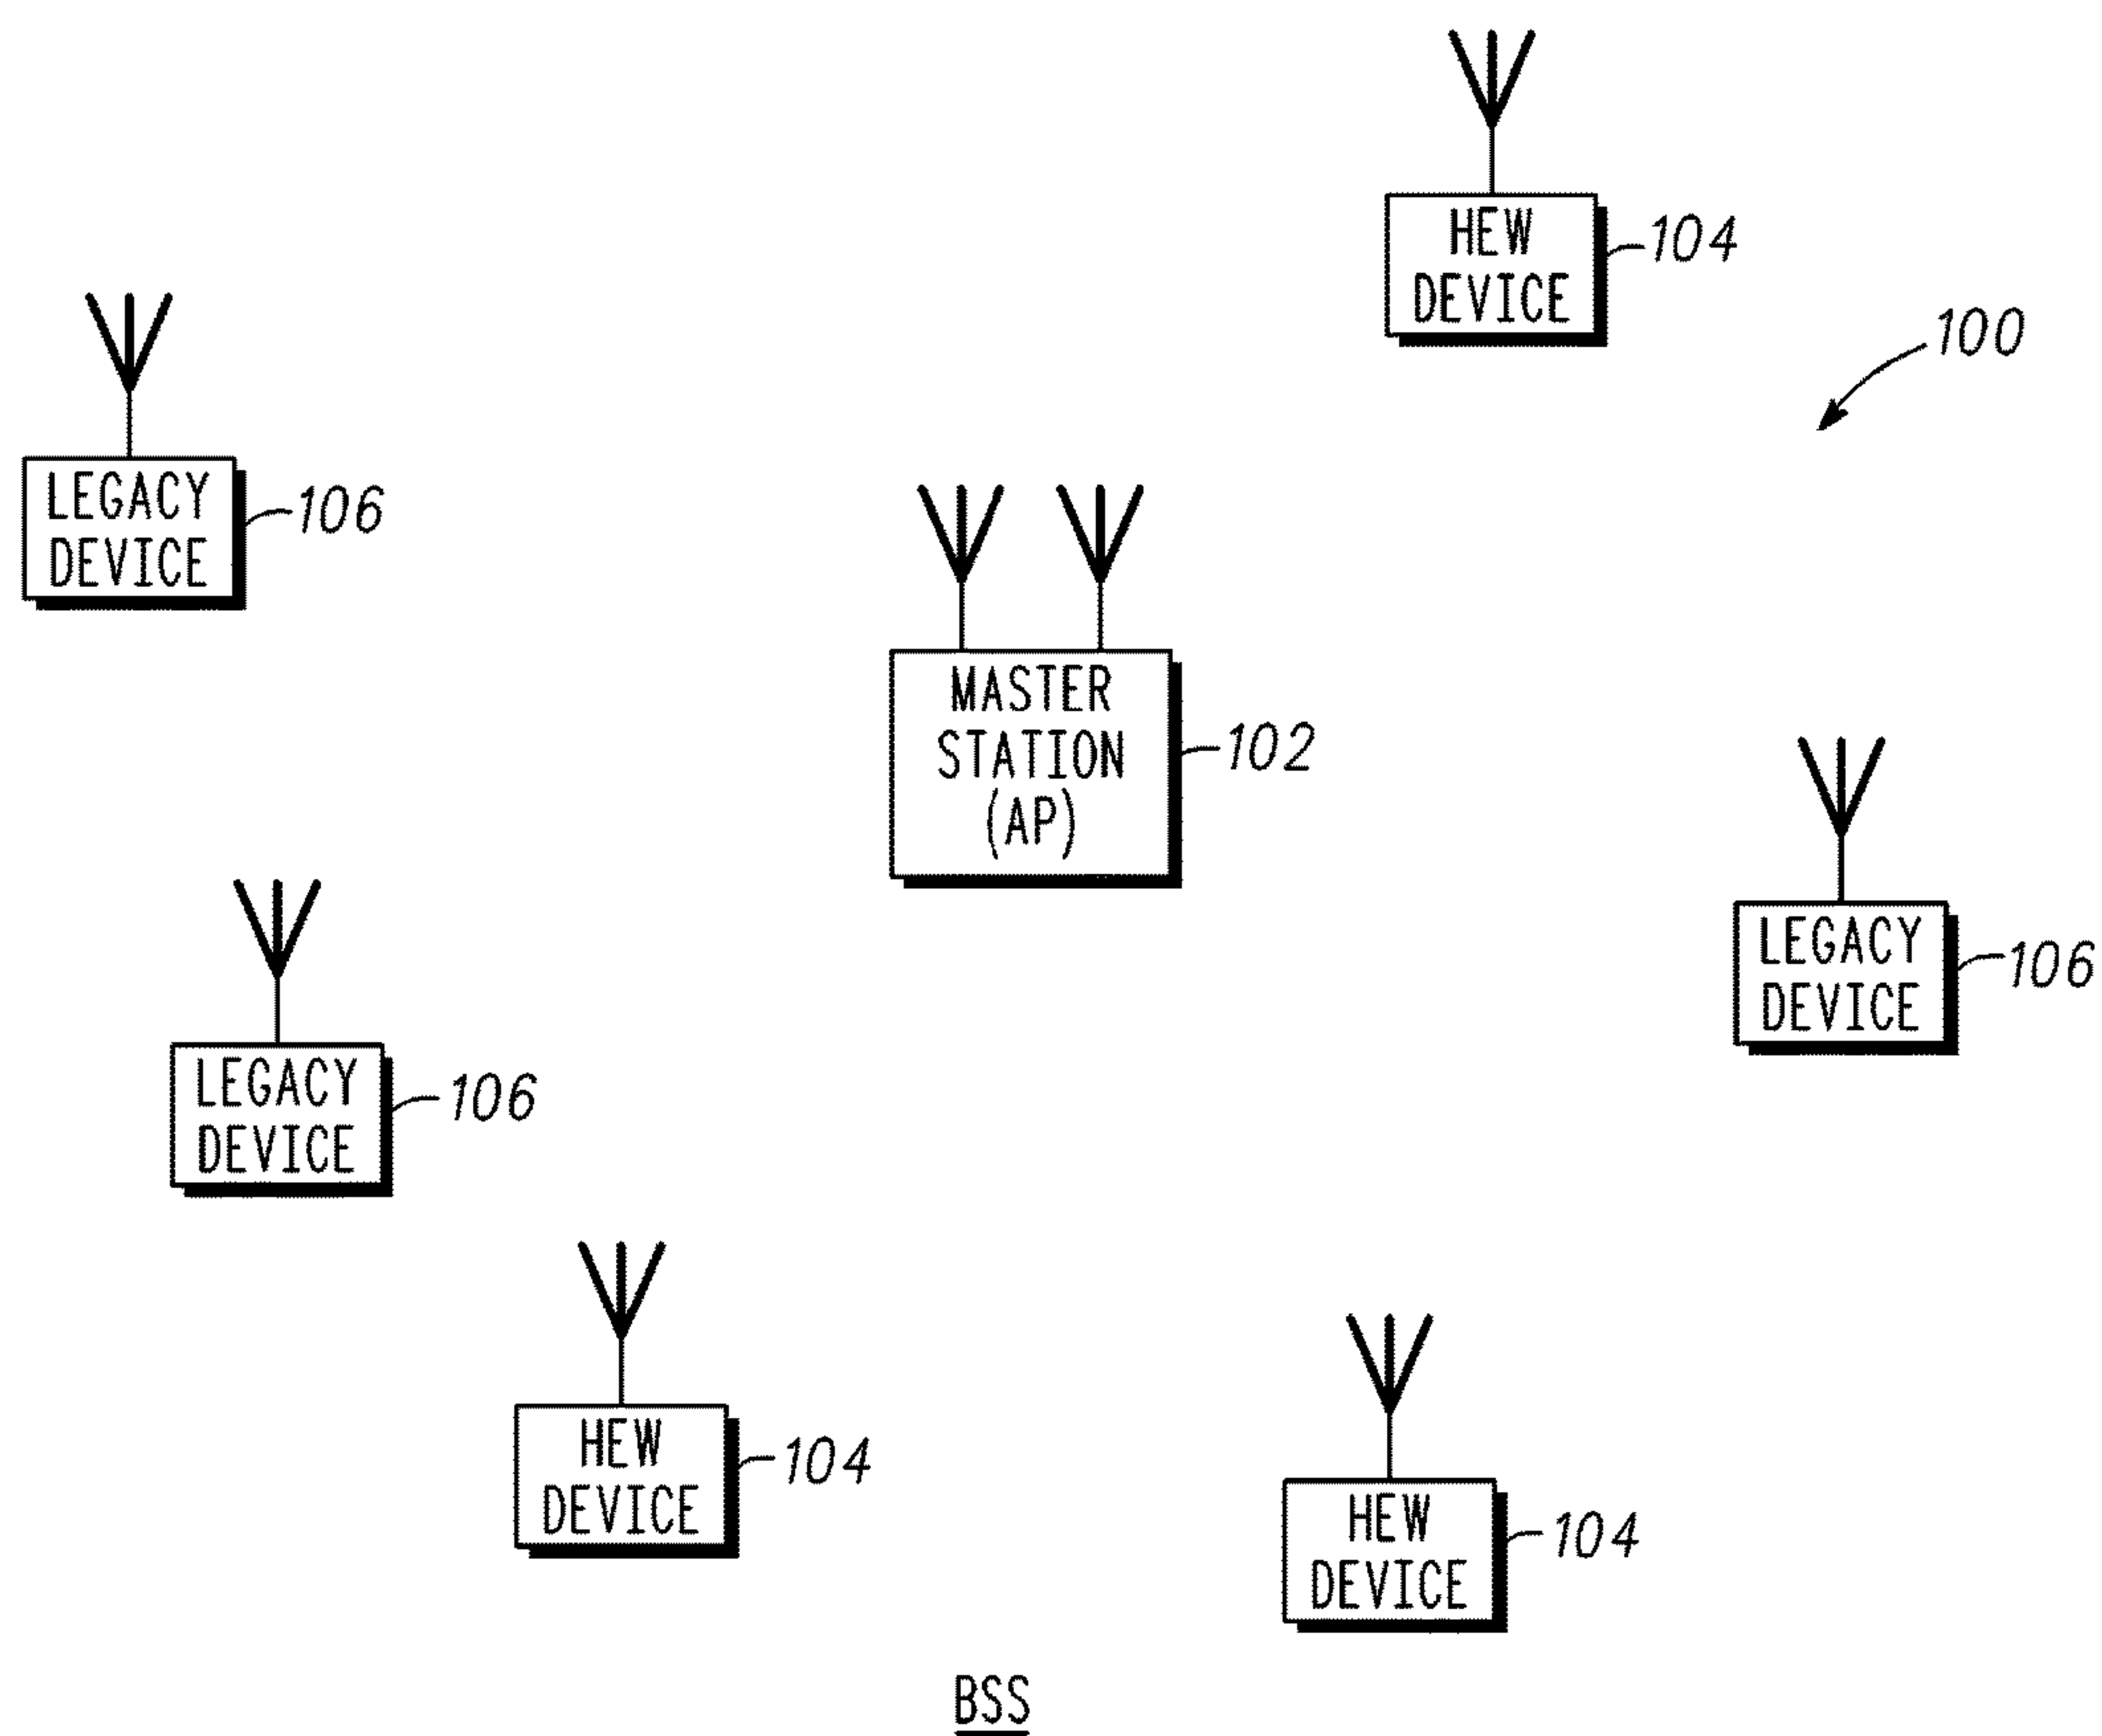 HEW
DEVICE
104
100
LEGACY
DEVICE
106
MASTER
STATION
(AP)
102
LEGACY
DEVICE
106
LEGACY
DEVICE
106
HEW
DEVICE
104
HEW
DEVICE
104
BSS